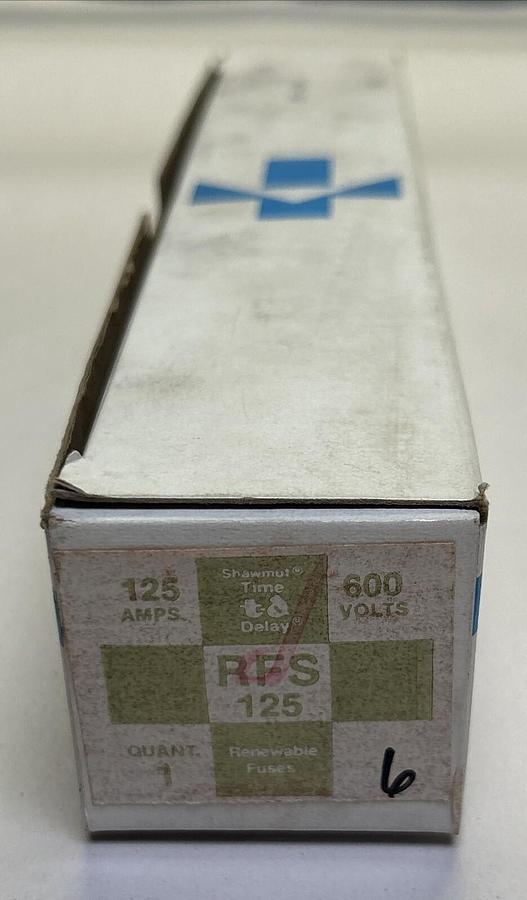 125
AMPS.
Shawmut®
Time
&
Delay®
600
VOLTS
RFS
125
QUANT.
1
Renewable
Fuses
6